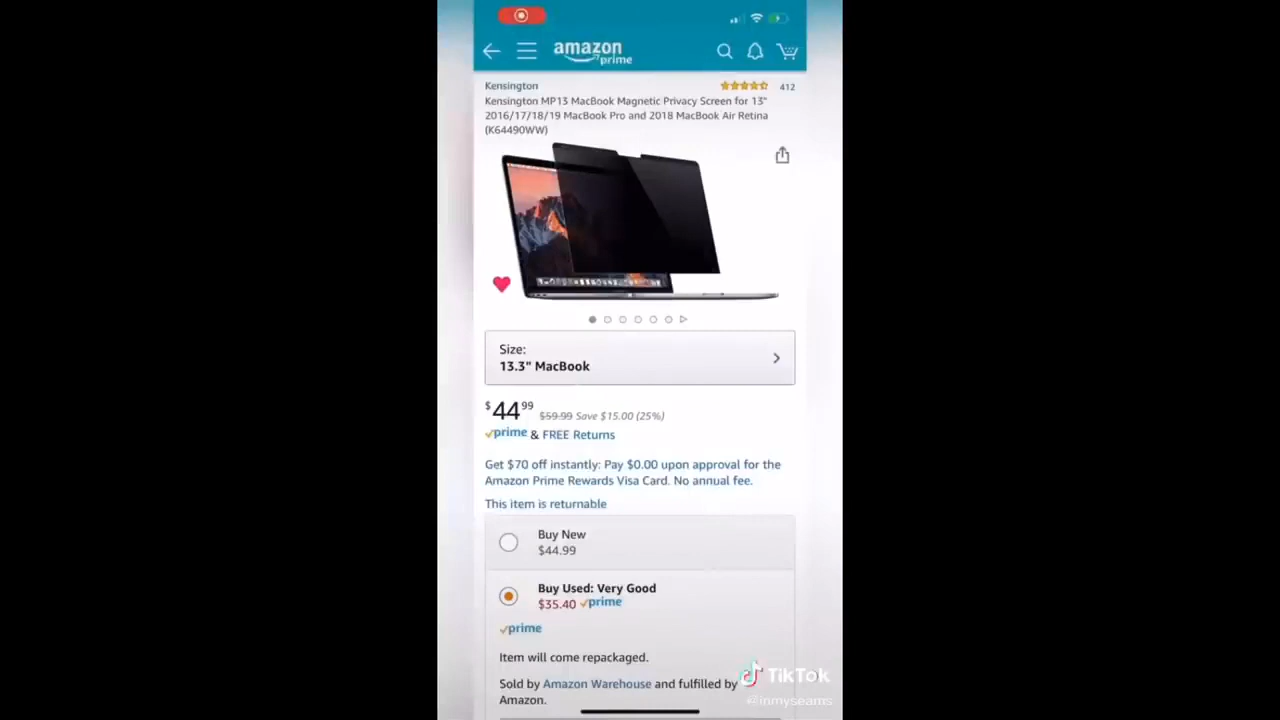 amazon
prime
Kensington
412
Kensington MP13 MacBook Magnetic Privacy Screen for 13"
2016/17/18/19 MacBook Pro and 2018 MacBook Air Retina
(K64490WW)
Size:
13.3" MacBook
$44.99 $59.99 Save $15.00 (25%)
prime & FREE Returns
Get $70 off instantly: Pay $0.00 upon approval for the
Amazon Prime Rewards Visa Card. No annual fee.
This item is returnable
Buy New
$44.99
Buy Used: Very Good
$35.40 prime
prime
Item will come repackaged.
Sold by Amazon Warehouse and fulfilled by
Amazon.
TikTok
@inmyseams